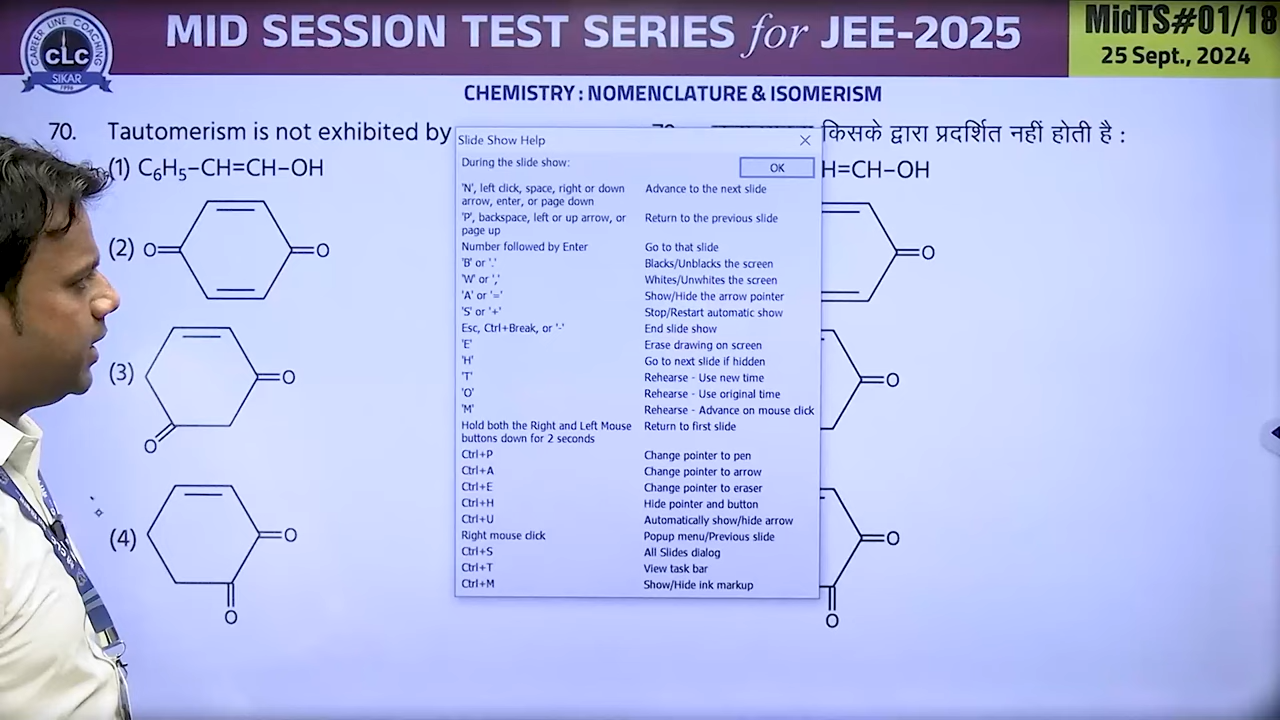 CAREER LINE COACHING
CLC
SIKAR
1996
MID SESSION TEST SERIES for JEE-2025
MidTS#01/18
25 Sept., 2024
CHEMISTRY : NOMENCLATURE & ISOMERISM
70. Tautomerism is not exhibited by
(1) C₆H₅–CH=CH–OH
(2) O O
(3) O
O
(4) O
O
किसके द्वारा प्रदर्शित नहीं होती है :
H=CH–OH
O
O
O
O
Slide Show Help
During the slide show:
OK
'N', left click, space, right or down arrow, enter, or page down Advance to the next slide
'P', backspace, left or up arrow, or page up Return to the previous slide
Number followed by Enter Go to that slide
'B' or '.' Blacks/Unblacks the screen
'W' or ',' Whites/Unwhites the screen
'A' or '=' Show/Hide the arrow pointer
'S' or '+' Stop/Restart automatic show
Esc, Ctrl+Break, or '-' End slide show
'E' Erase drawing on screen
'H' Go to next slide if hidden
'T' Rehearse - Use new time
'O' Rehearse - Use original time
'M' Rehearse - Advance on mouse click
Hold both the Right and Left Mouse buttons down for 2 seconds Return to first slide
Ctrl+P Change pointer to pen
Ctrl+A Change pointer to arrow
Ctrl+E Change pointer to eraser
Ctrl+H Hide pointer and button
Ctrl+U Automatically show/hide arrow
Right mouse click Popup menu/Previous slide
Ctrl+S All Slides dialog
Ctrl+T View task bar
Ctrl+M Show/Hide ink markup